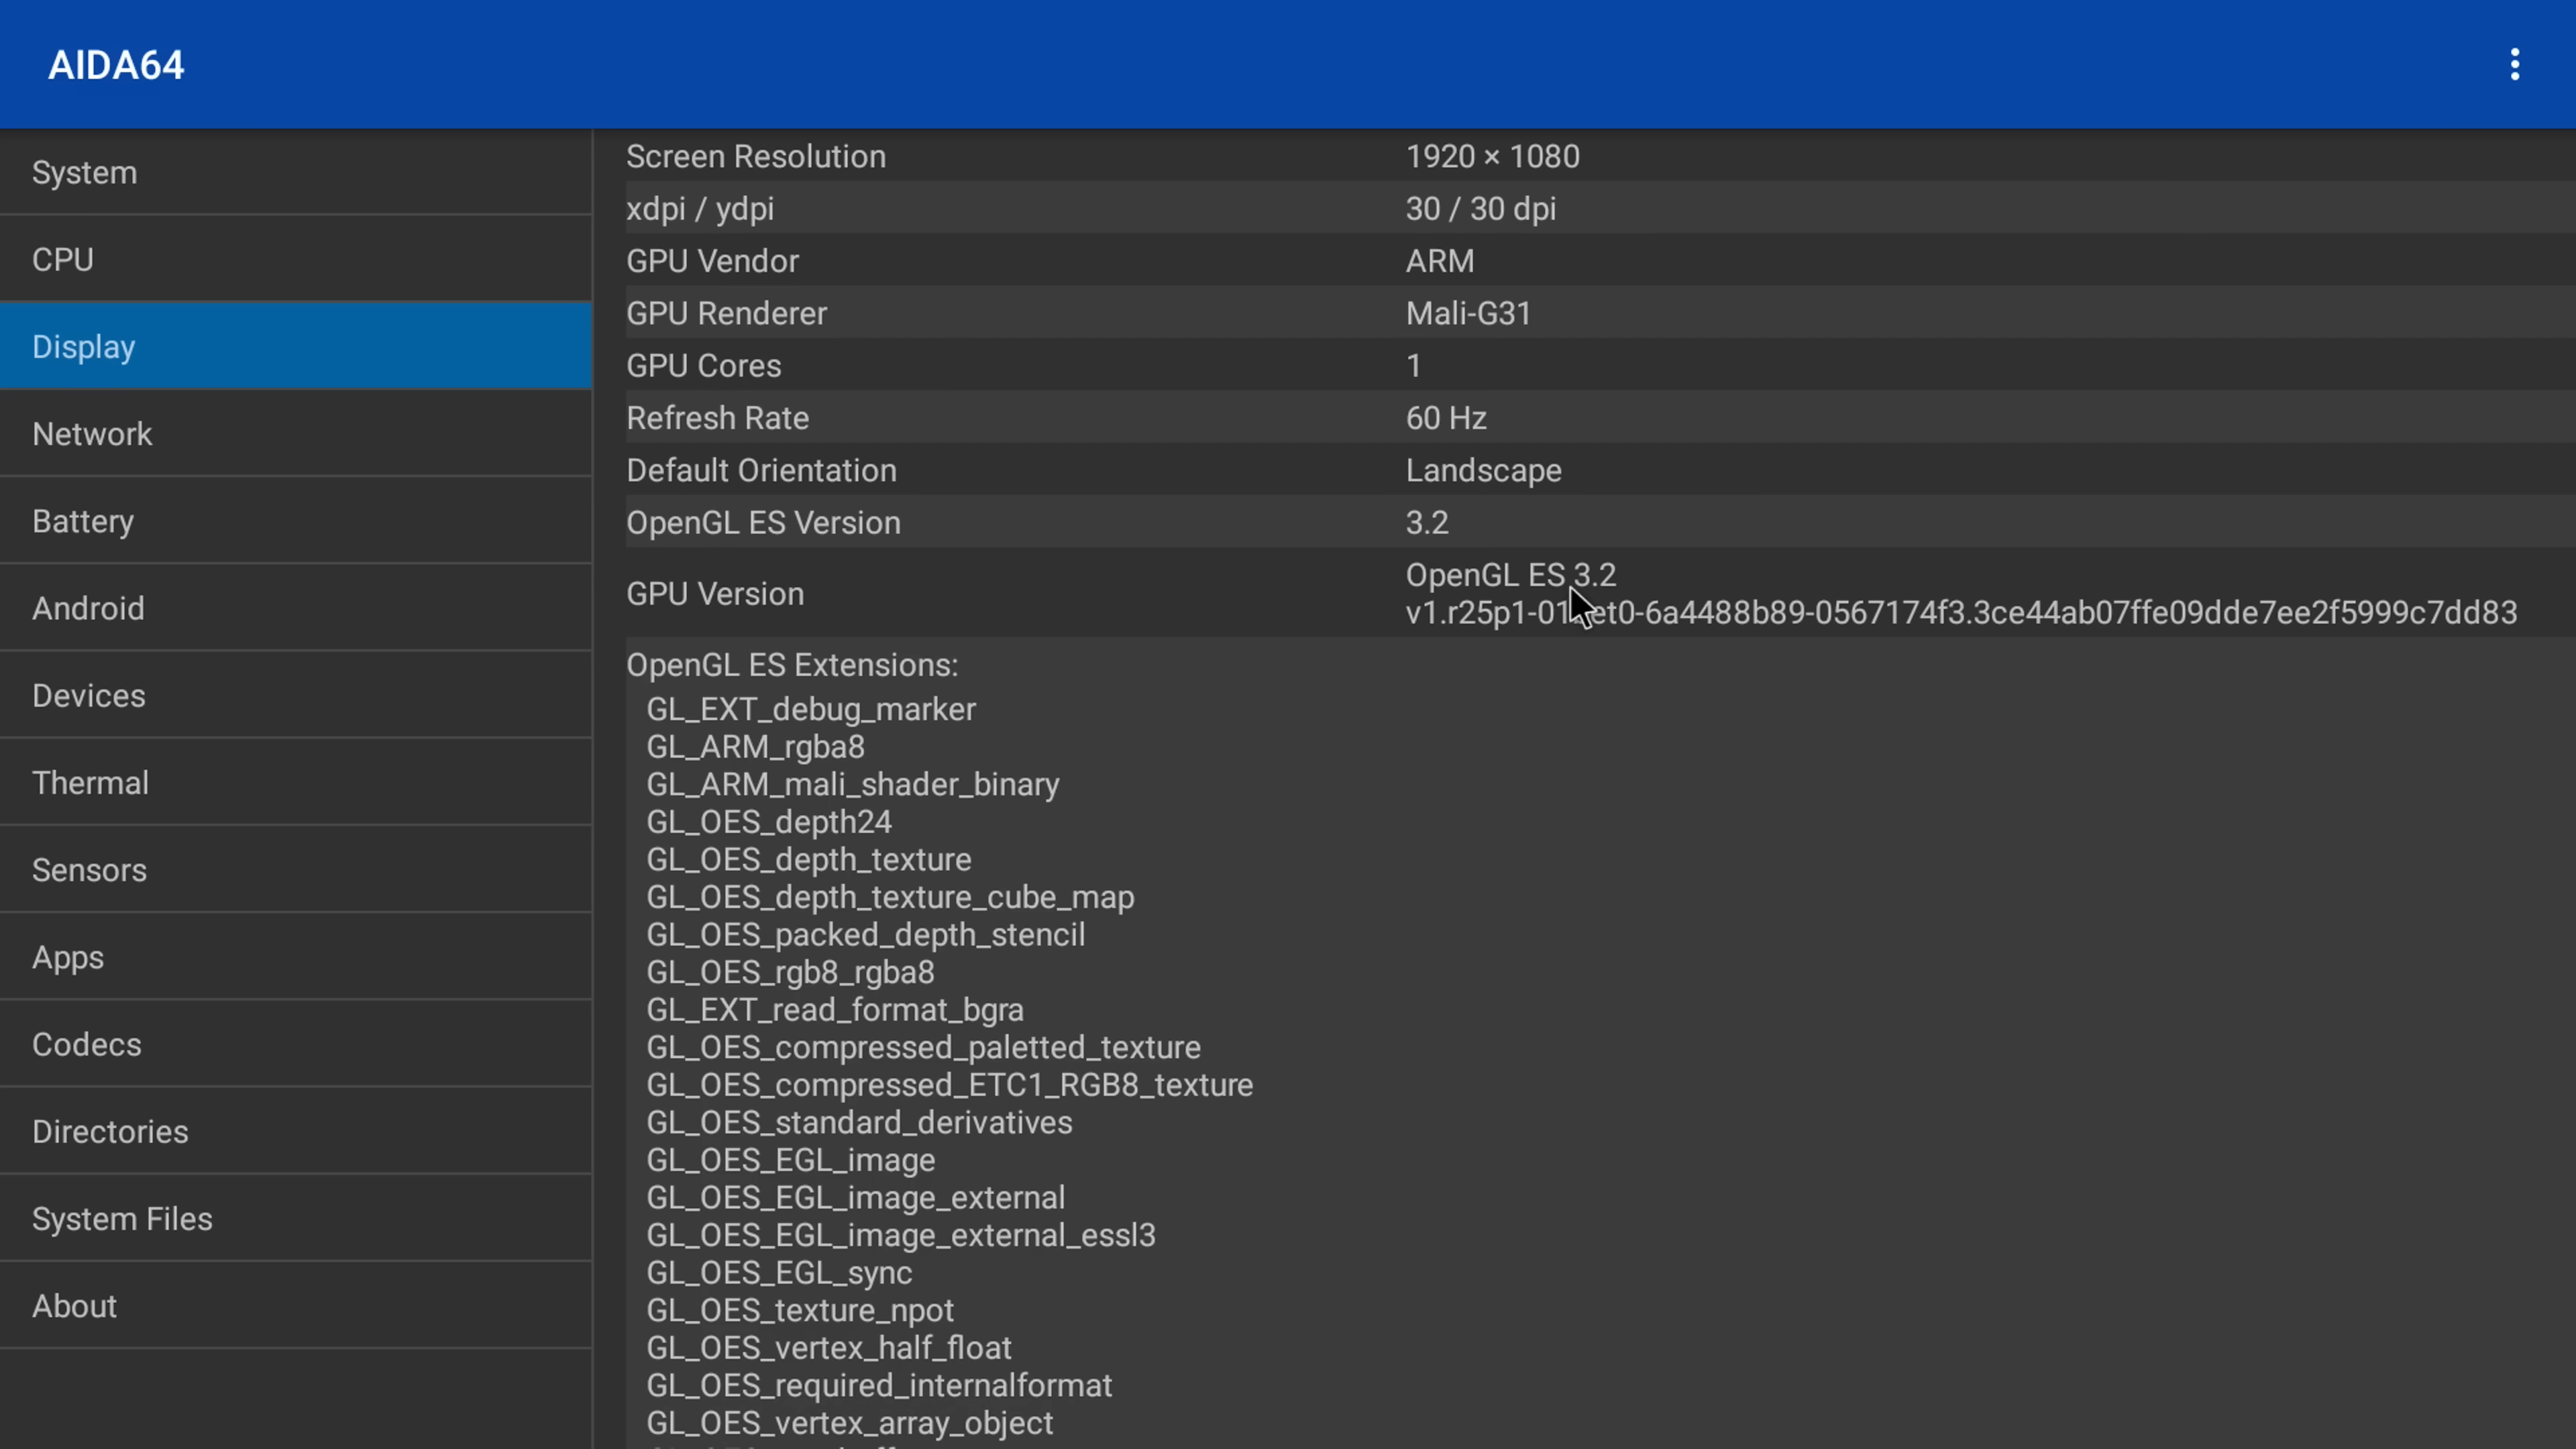 AIDA64
System
CPU
Display
Network
Battery
Android
Devices
Thermal
Sensors
Apps
Codecs
Directories
System Files
About
Screen Resolution 1920 × 1080
xdpi / ydpi 30 / 30 dpi
GPU Vendor ARM
GPU Renderer Mali-G31
GPU Cores 1
Refresh Rate 60 Hz
Default Orientation Landscape
OpenGL ES Version 3.2
GPU Version OpenGL ES 3.2
OpenGL ES Extensions:
GL_EXT_debug_marker
GL_ARM_rgba8
GL_ARM_mali_shader_binary
GL_OES_depth24
GL_OES_depth_texture
GL_OES_depth_texture_cube_map
GL_OES_packed_depth_stencil
GL_OES_rgb8_rgba8
GL_EXT_read_format_bgra
GL_OES_compressed_paletted_texture
GL_OES_compressed_ETC1_RGB8_texture
GL_OES_standard_derivatives
GL_OES_EGL_image
GL_OES_EGL_image_external
GL_OES_EGL_image_external_essl3
GL_OES_EGL_sync
GL_OES_texture_npot
GL_OES_vertex_half_float
GL_OES_required_internalformat
GL_OES_vertex_array_object